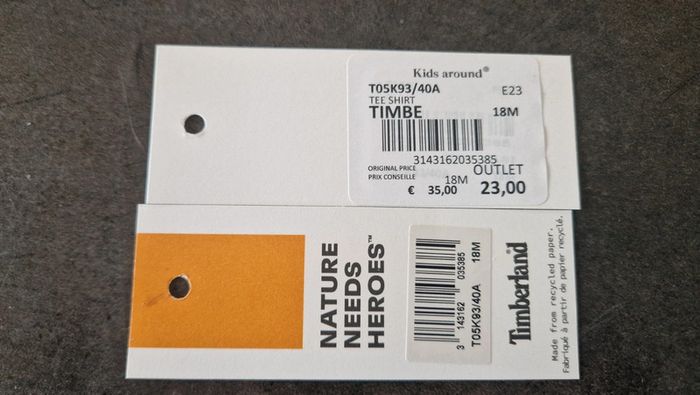 Kids around®
T05K93/40A E23
TEE SHIRT
TIMBE 18M
3143162035385
ORIGINAL PRICE OUTLET
PRIX CONSEILLE 18M
€ 35,00 23,00
NATURE
NEEDS
HEROES™
3 143162 035385
18M
T05K93/40A
Timberland
Made from recycled paper.
Fabriqué à partir de papier recyclé.